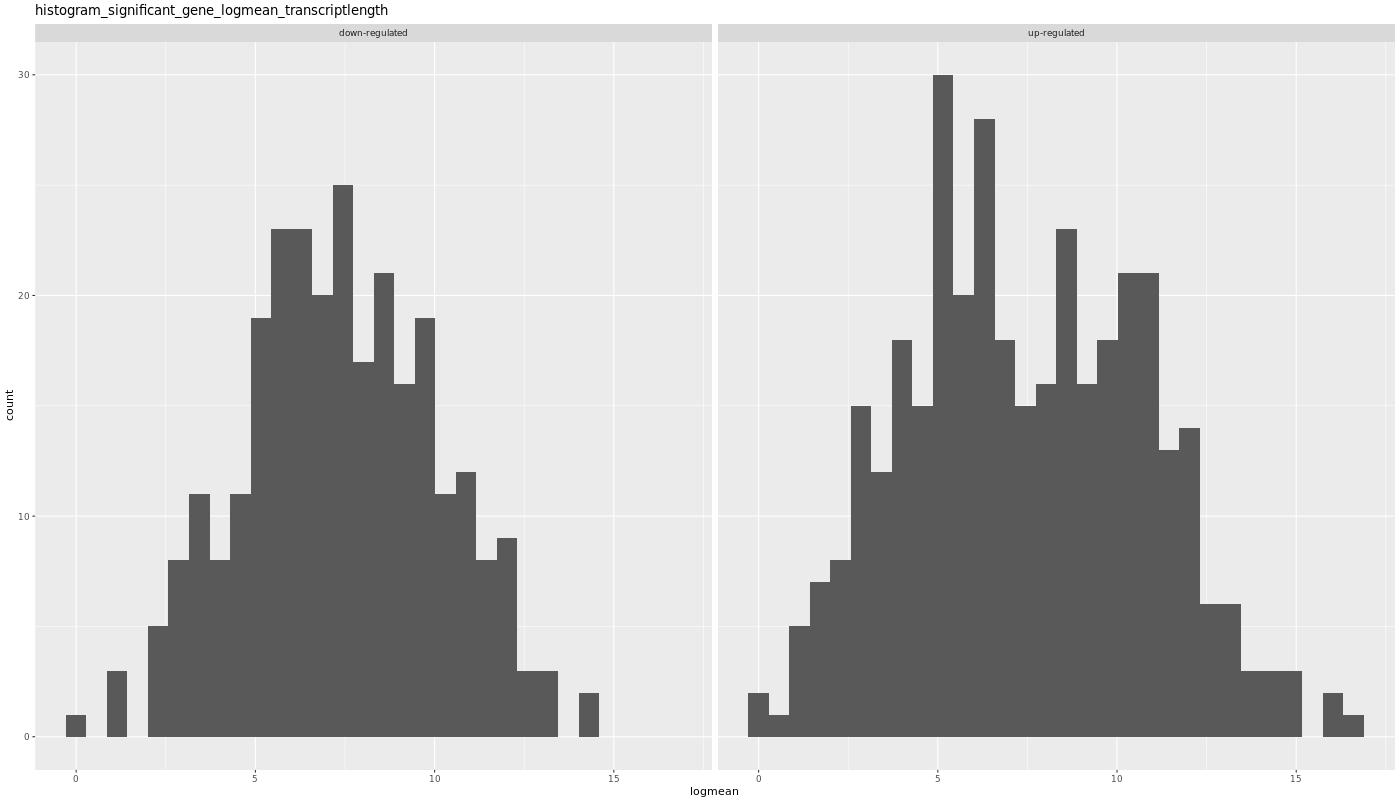 histogram_significant_gene_logmean_transcriptlength
down-regulated
up-regulated
30
20
10
0
count
0 5 10 15
0 5 10 15
logmean